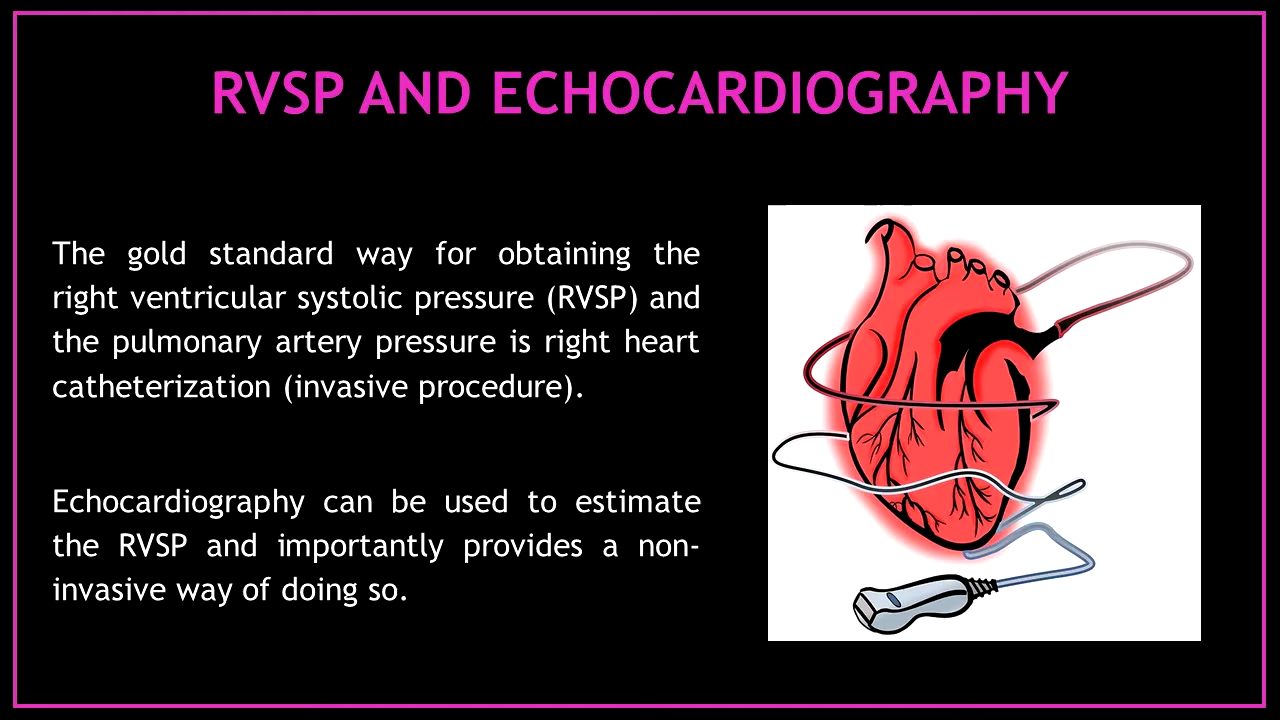 RVSP AND ECHOCARDIOGRAPHY
The gold standard way for obtaining the
right ventricular systolic pressure (RVSP) and
the pulmonary artery pressure is right heart
catheterization (invasive procedure).
Echocardiography can be used to estimate
the RVSP and importantly provides a non-
invasive way of doing so.